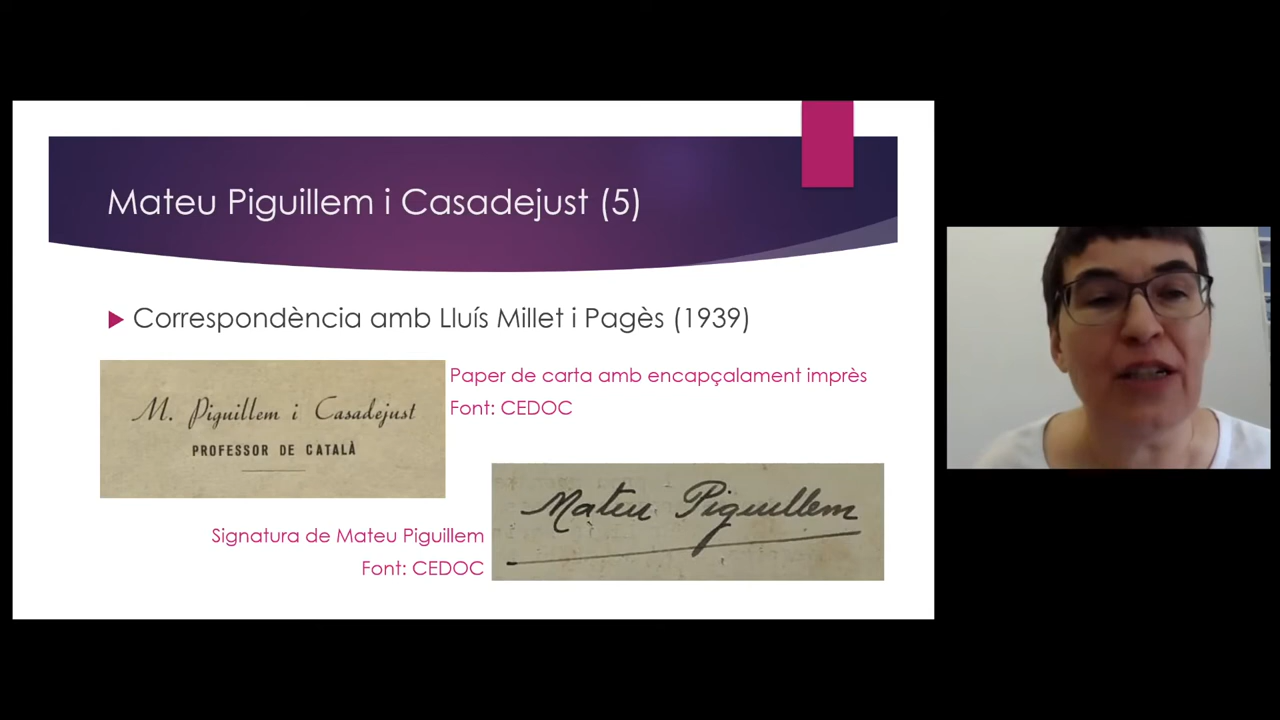 Mateu Piguillem i Casadejust (5)
Correspondència amb Lluís Millet i Pagès (1939)
M. Piguillem i Casadejust
PROFESSOR DE CATALÀ
Paper de carta amb encapçalament imprès
Font: CEDOC
Mateu Piguillem
Signatura de Mateu Piguillem
Font: CEDOC